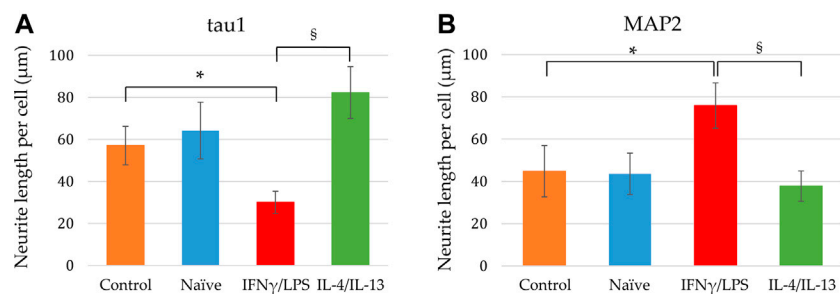 A
tau1
Neurite length per cell (µm)
100
80
60
40
20
0
*
§
Control
Naïve
IFNγ/LPS
IL-4/IL-13
B
MAP2
Neurite length per cell (µm)
100
80
60
40
20
0
*
§
Control
Naïve
IFNγ/LPS
IL-4/IL-13